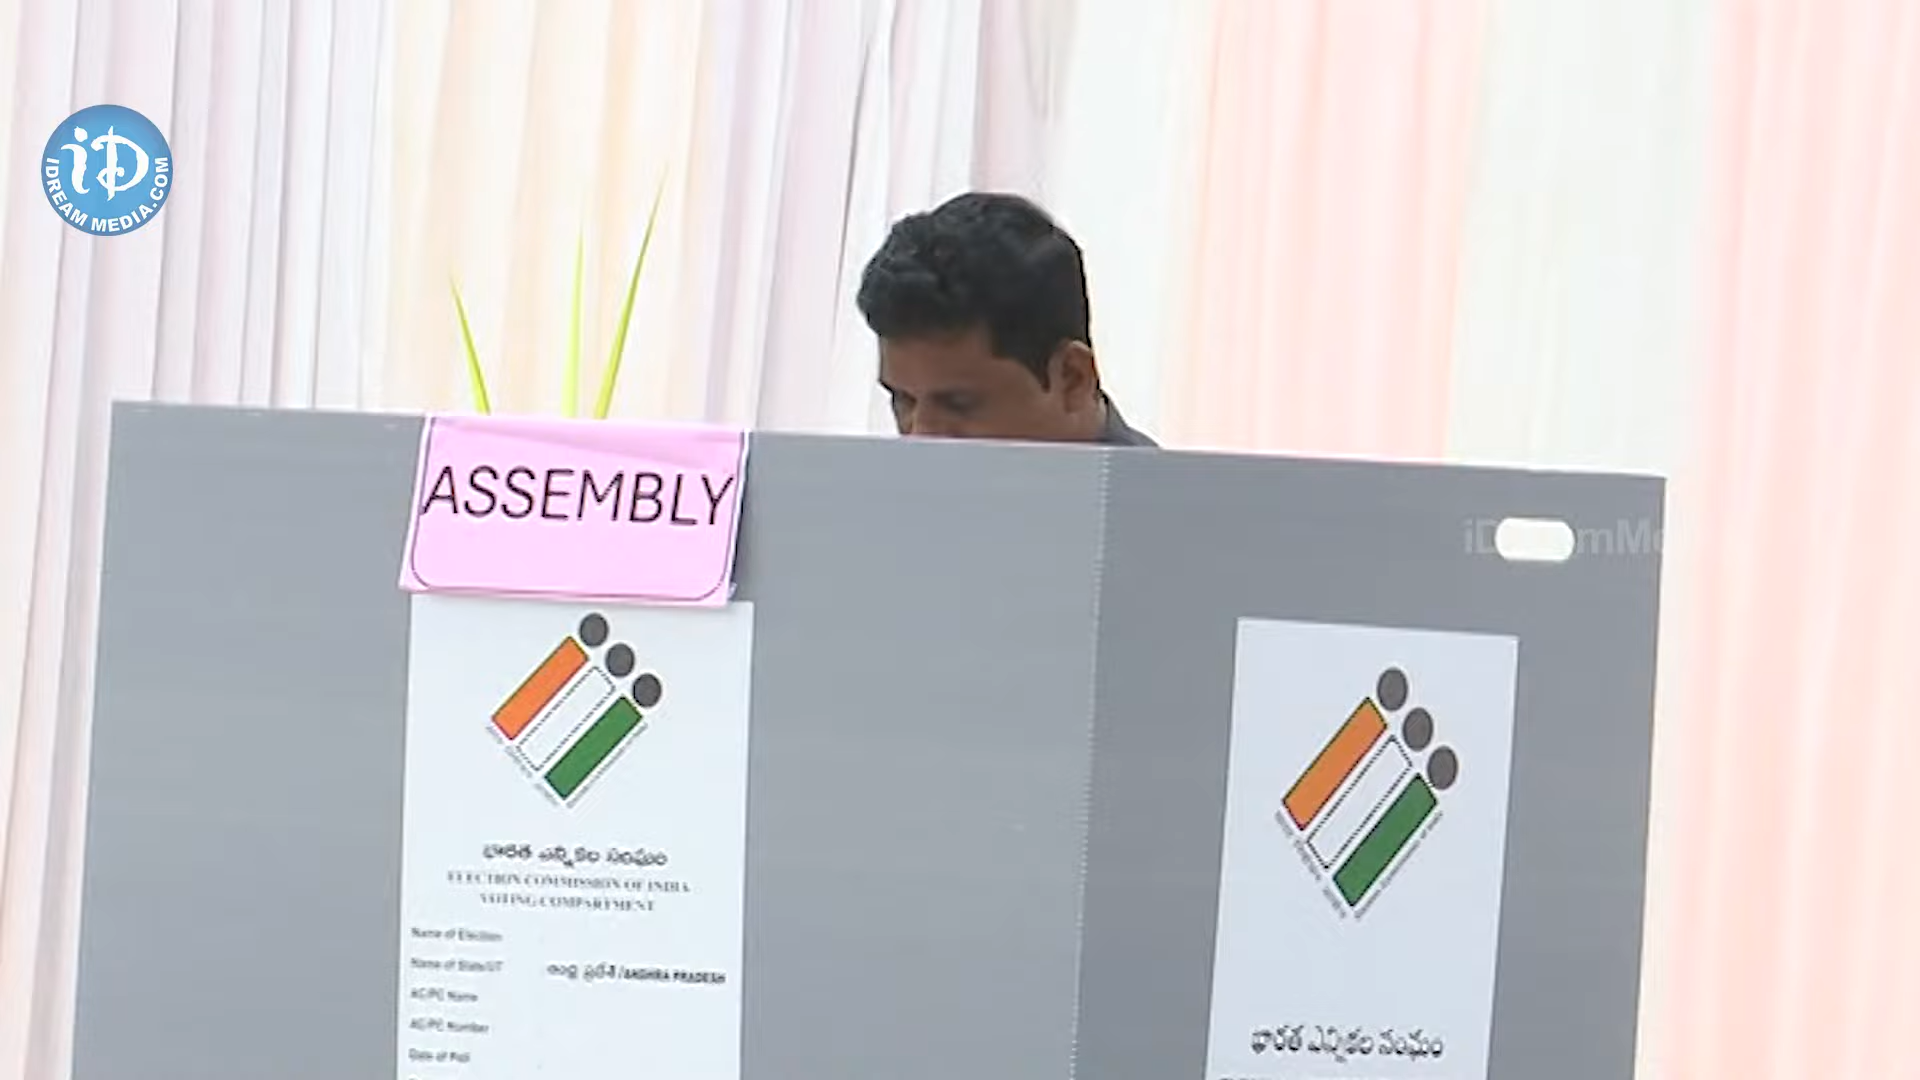 iD
IDREAM MEDIA.COM
ASSEMBLY
భారత ఎన్నికల సంఘం
ELECTION COMMISSION OF INDIA
VOTING COMPARTMENT
Name of Election
Name of State/UT ఆంధ్ర ప్రదేశ్ /ANDHRA PRADESH
AC/PC Name
AC/PC Number
Date of Poll
భారత ఎన్నికల సంఘం